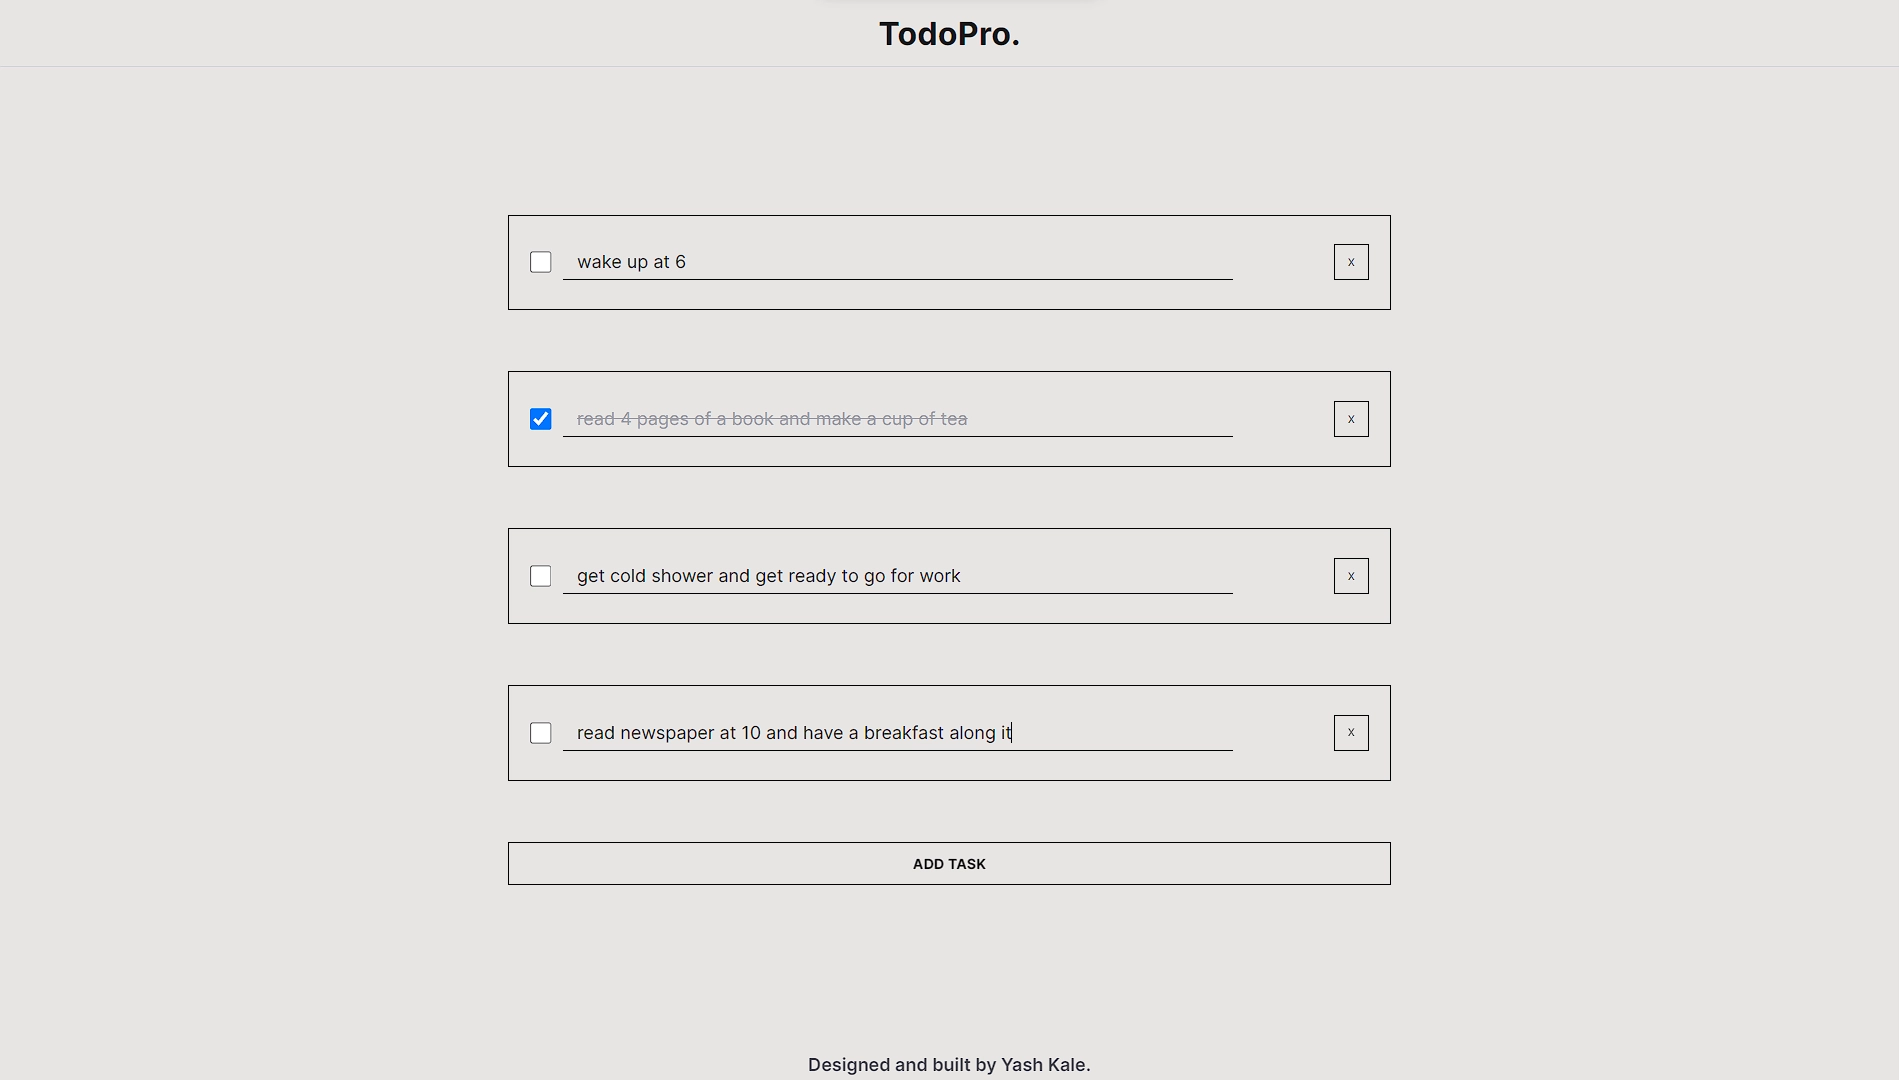 TodoPro.
wake up at 6
x
read 4 pages of a book and make a cup of tea
x
get cold shower and get ready to go for work
x
read newspaper at 10 and have a breakfast along it
x
ADD TASK
Designed and built by Yash Kale.